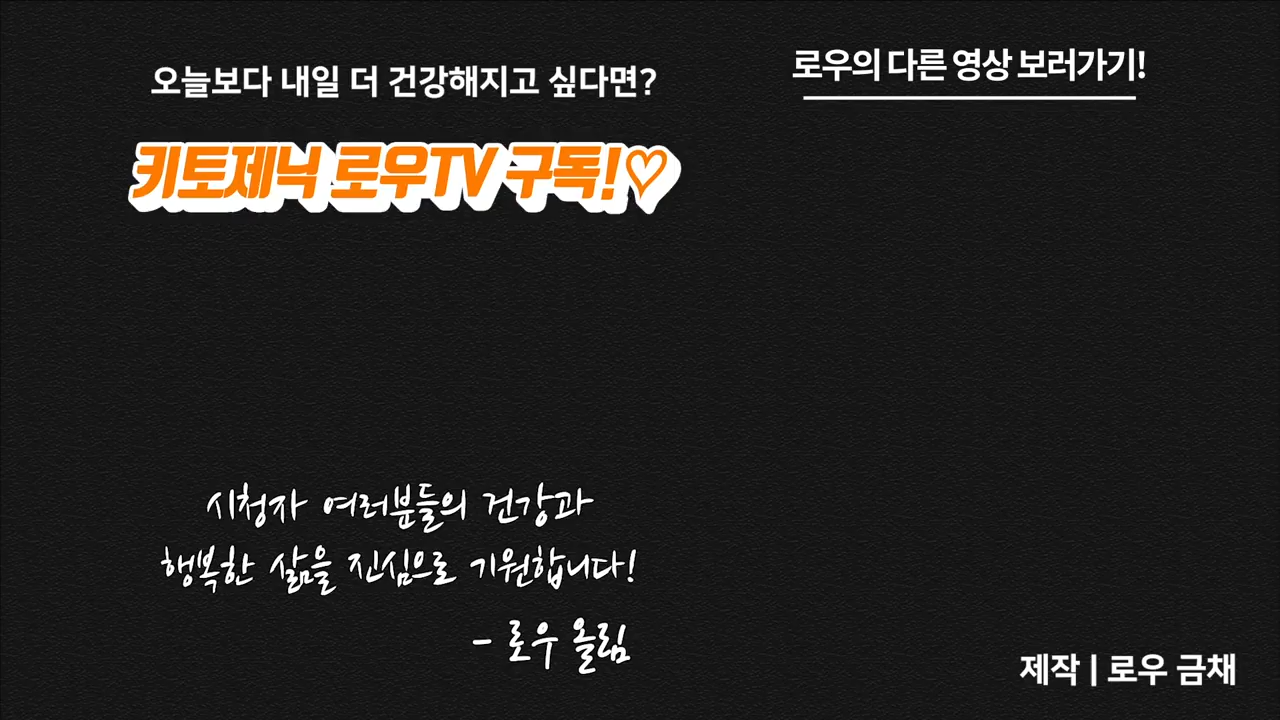 오늘보다 내일 더 건강해지고 싶다면?
키토제닉 로우TV 구독!♡
로우의 다른 영상 보러가기!
시청자 여러분들의 건강과
행복한 삶을 진심으로 기원합니다!
- 로우 올림
제작 | 로우 금채